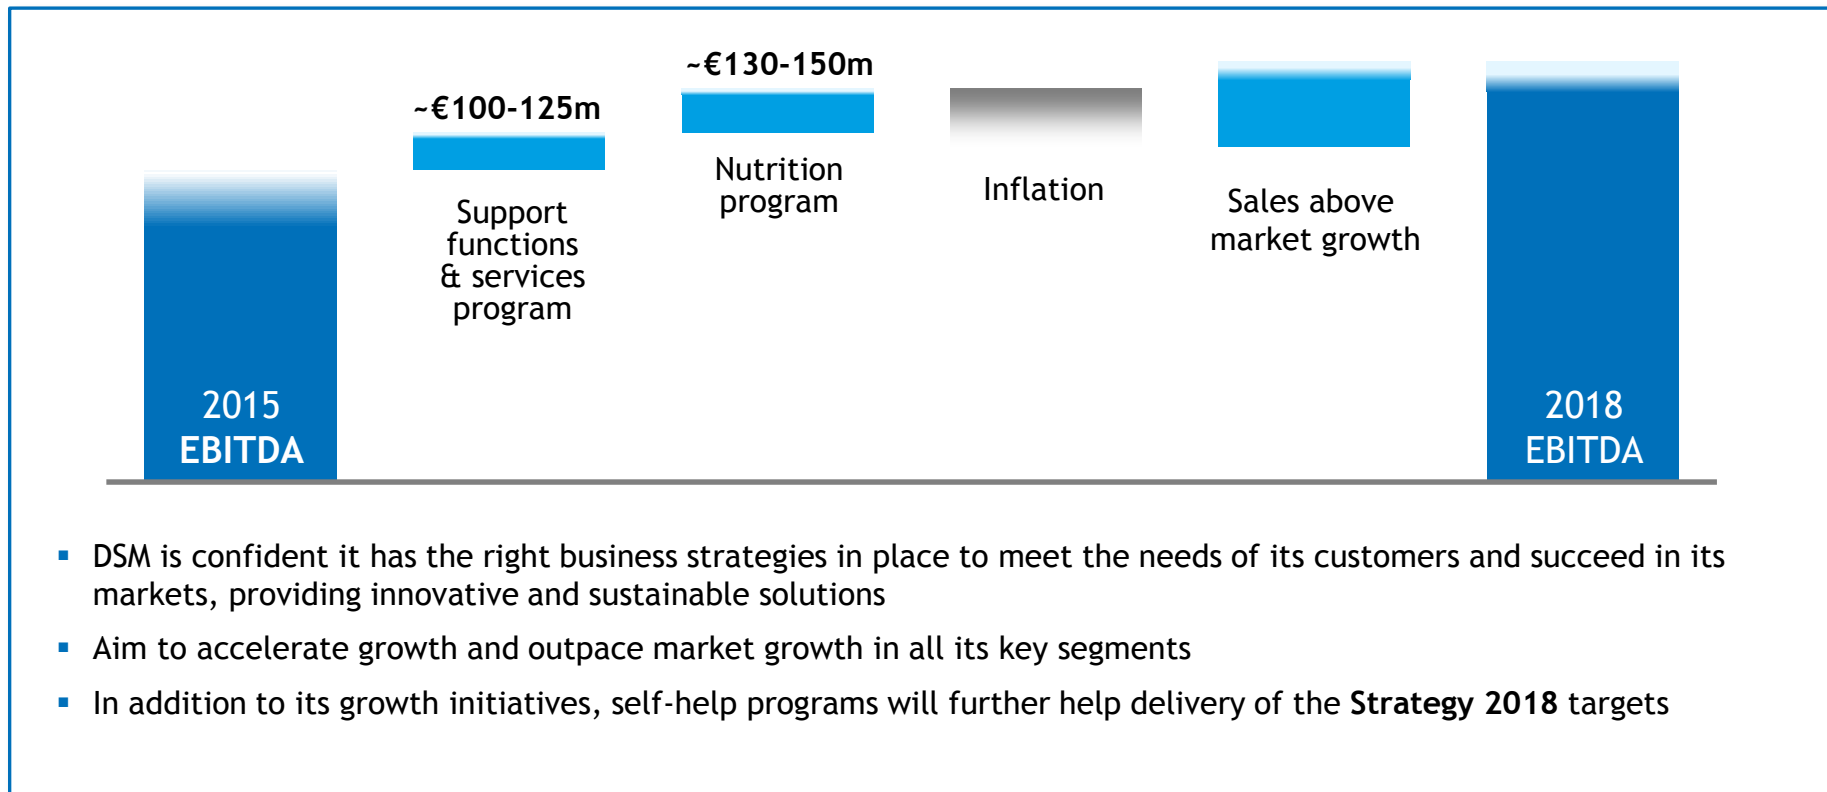 ~€100-125m
~€130-150m
Support
functions
& services
program
Nutrition
program
Inflation
Sales above
market growth
2015
EBITDA
2018
EBITDA
▪ DSM is confident it has the right business strategies in place to meet the needs of its customers and succeed in its
markets, providing innovative and sustainable solutions
▪ Aim to accelerate growth and outpace market growth in all its key segments
▪ In addition to its growth initiatives, self-help programs will further help delivery of the Strategy 2018 targets